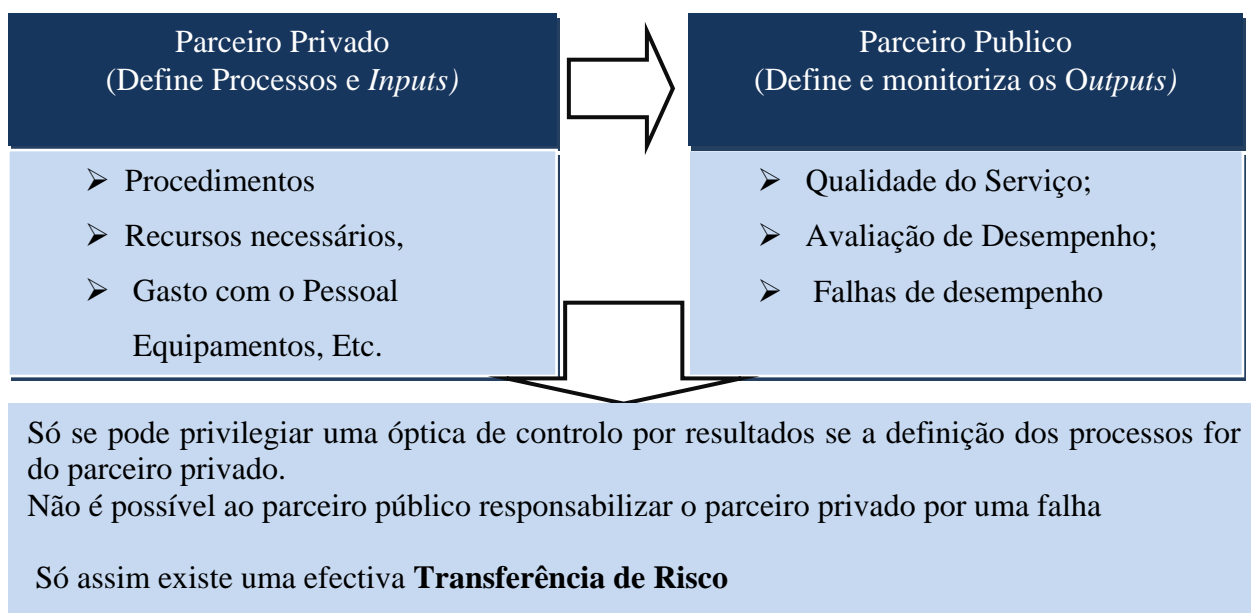 Parceiro Privado
(Define Processos e Inputs)
➢ Procedimentos
➢ Recursos necessários,
➢ Gasto com o Pessoal
Equipamentos, Etc.
Parceiro Publico
(Define e monitoriza os Outputs)
➢ Qualidade do Serviço;
➢ Avaliação de Desempenho;
➢ Falhas de desempenho
Só se pode privilegiar uma óptica de controlo por resultados se a definição dos processos for
do parceiro privado.
Não é possível ao parceiro público responsabilizar o parceiro privado por uma falha
Só assim existe uma efectiva Transferência de Risco